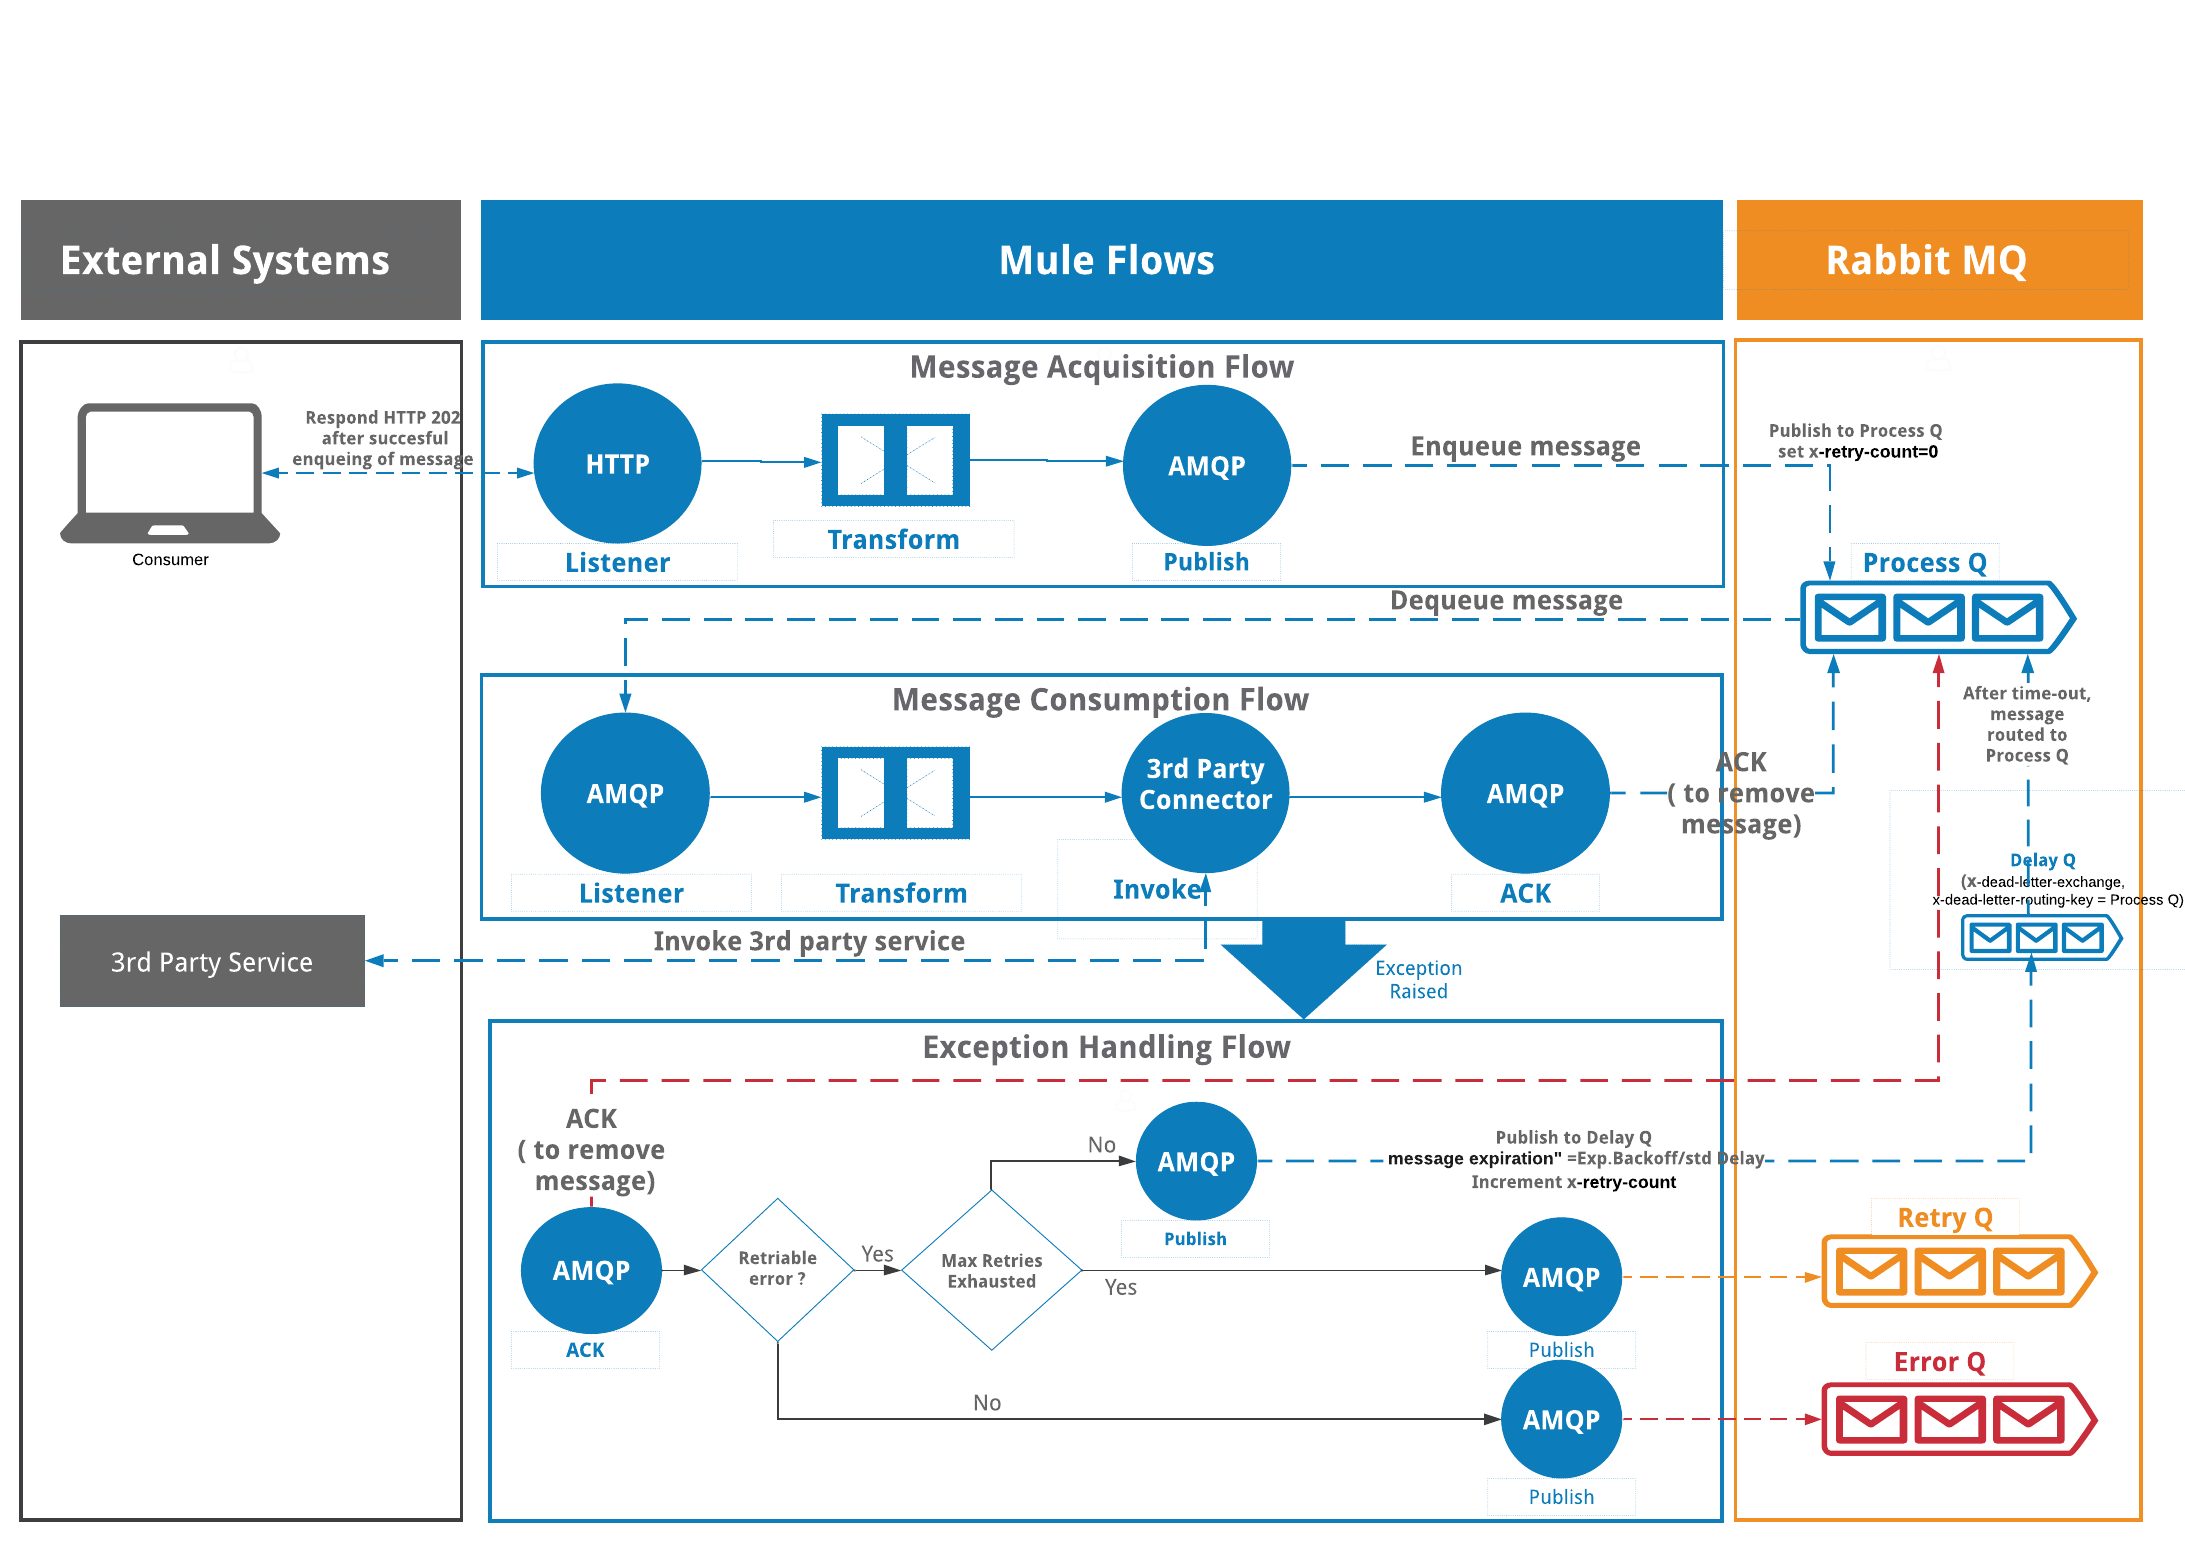 External Systems
Mule Flows
Rabbit MQ
Message Acquisition Flow
Respond HTTP 202
after succesful
enqueing of message
Consumer
HTTP
Listener
Transform
AMQP
Publish
Enqueue message
Publish to Process Q
set x-retry-count=0
Process Q
Dequeue message
Message Consumption Flow
AMQP
Listener
Transform
3rd Party
Connector
Invoke
AMQP
ACK
ACK
( to remove
message)
After time-out,
message
routed to
Process Q
Delay Q
(x-dead-letter-exchange,
x-dead-letter-routing-key = Process Q)
3rd Party Service
Invoke 3rd party service
Exception
Raised
Exception Handling Flow
ACK
( to remove
message)
AMQP
ACK
Retriable
error ?
Yes
No
Max Retries
Exhausted
No
Yes
AMQP
Publish
Publish to Delay Q
message expiration" =Exp.Backoff/std Delay
Increment x-retry-count
AMQP
Publish
Retry Q
AMQP
Publish
Error Q